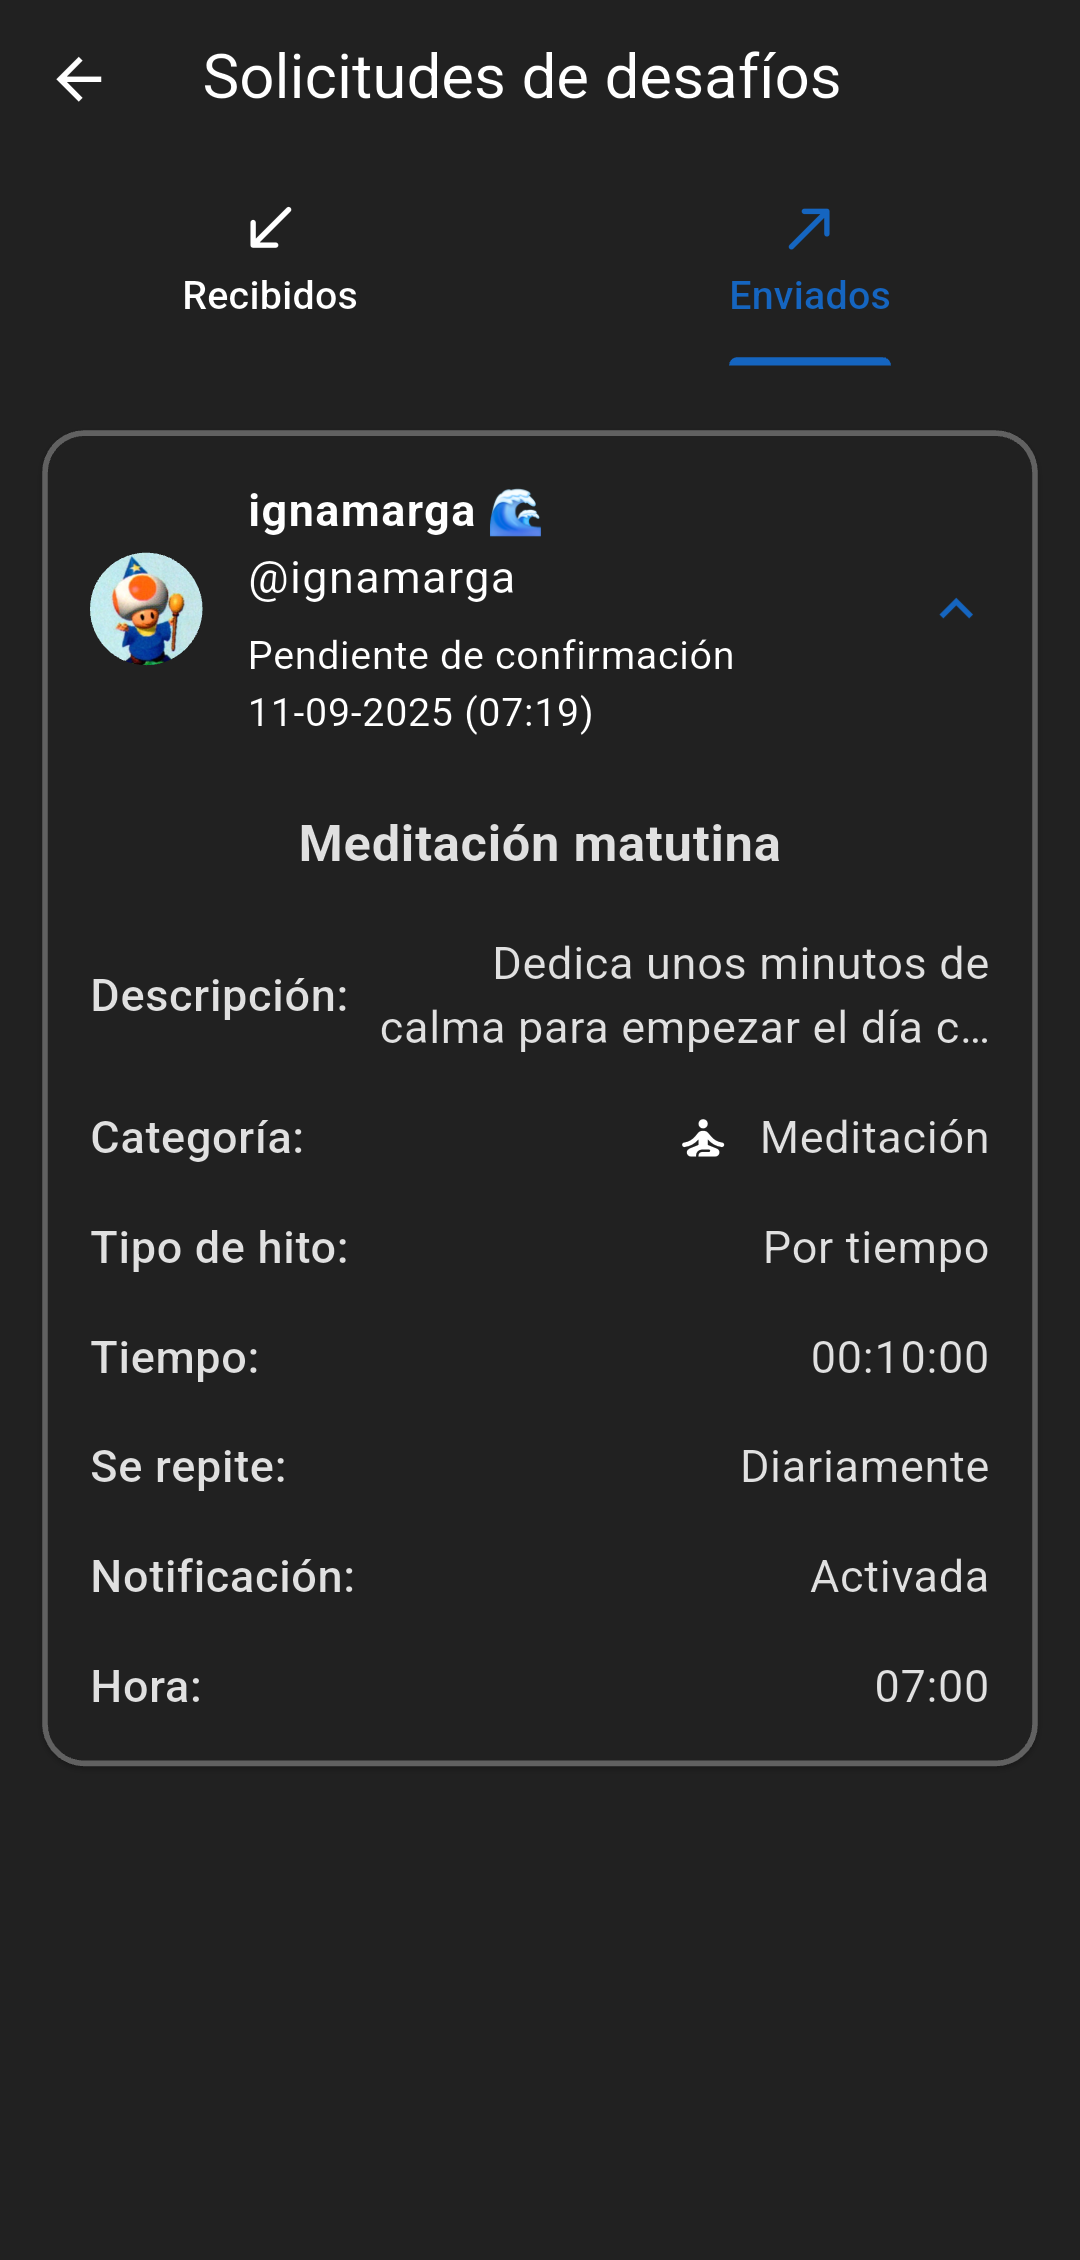 Solicitudes de desafíos
Recibidos
Enviados
ignamarga 🌊
@ignamarga
Pendiente de confirmación
11-09-2025 (07:19)
Meditación matutina
Descripción: Dedica unos minutos de
calma para empezar el día c...
Categoría: Meditación
Tipo de hito: Por tiempo
Tiempo: 00:10:00
Se repite: Diariamente
Notificación: Activada
Hora: 07:00